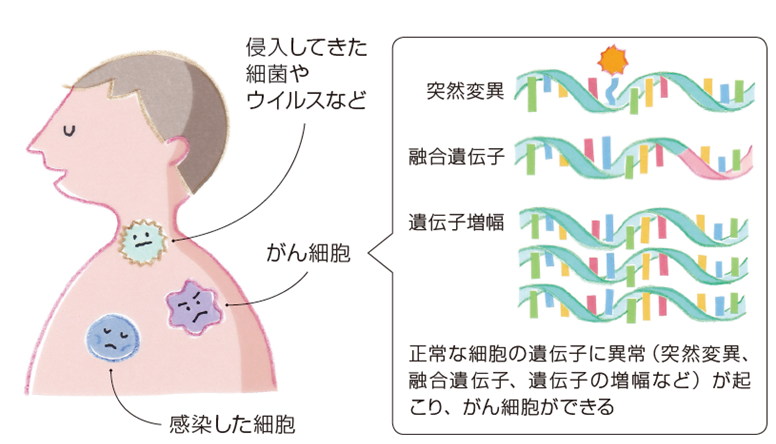 侵入してきた
細菌や
ウイルスなど
がん細胞
感染した細胞
突然変異
融合遺伝子
遺伝子増幅
正常な細胞の遺伝子に異常（突然変異、
融合遺伝子、遺伝子の増幅など）が起
こり、がん細胞ができる